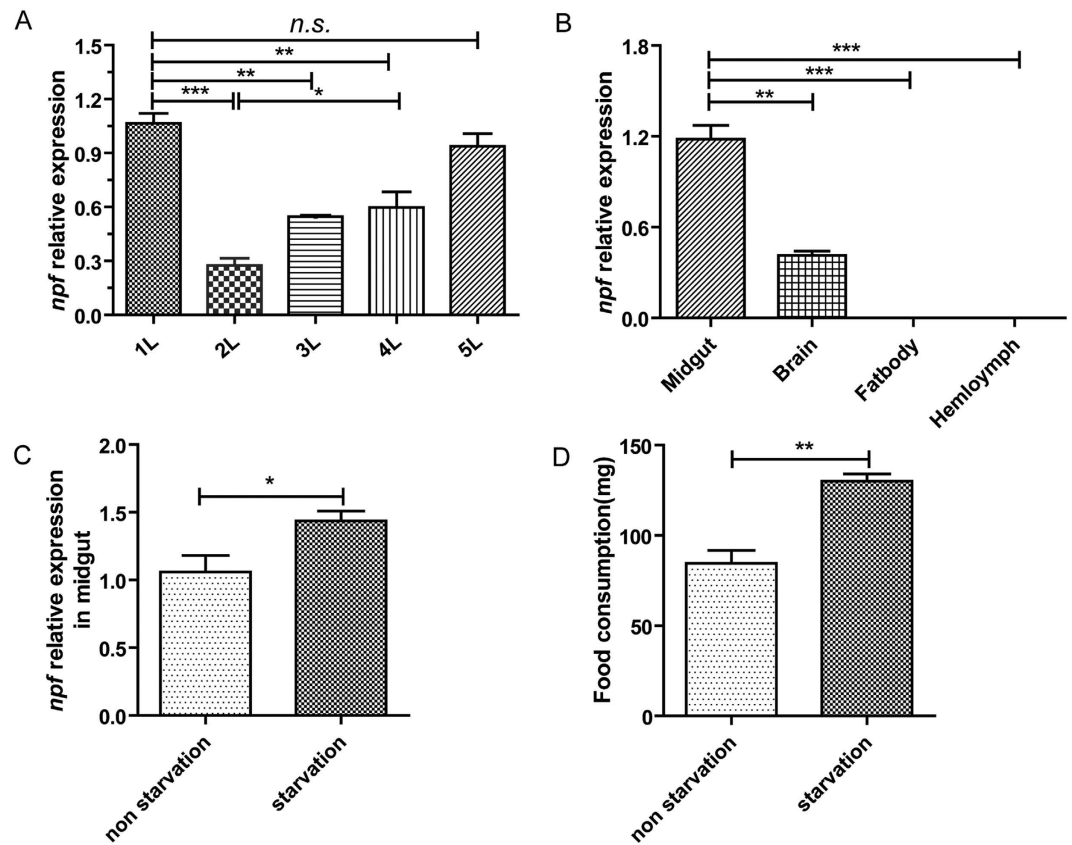 A
n.s.
**
**
***
*
npf relative expression
1.5
1.2
0.9
0.6
0.3
0.0
1L
2L
3L
4L
5L
B
***
***
**
npf relative expression
1.8
1.2
0.6
0.0
Midgut
Brain
Fatbody
Hemloymph
C
*
npf relative expression
in midgut
2.0
1.5
1.0
0.5
0.0
non starvation
starvation
D
**
Food consumption(mg)
150
100
50
0
non starvation
starvation